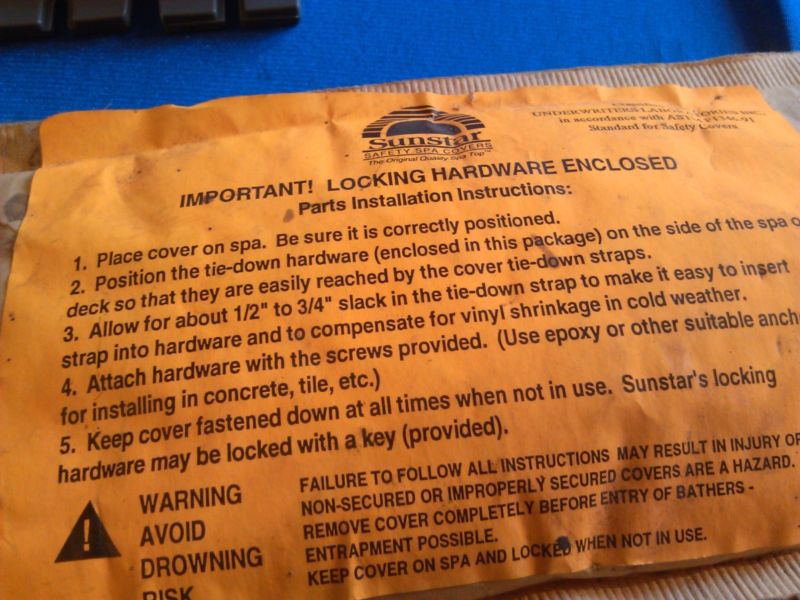 Sunstar
SAFETY SPA COVERS
The Original Quality Spa Top
UNDERWRITERS LABORATORIES INC.
in accordance with
Standard for Safety Covers
IMPORTANT! LOCKING HARDWARE ENCLOSED
Parts Installation Instructions:
1. Place cover on spa. Be sure it is correctly positioned.
2. Position the tie-down hardware (enclosed in this package) on the side of the spa
deck so that they are easily reached by the cover tie-down straps.
3. Allow for about 1/2" to 3/4" slack in the tie-down strap to make it easy to insert
strap into hardware and to compensate for vinyl shrinkage in cold weather.
4. Attach hardware with the screws provided. (Use epoxy or other suitable
for installing in concrete, tile, etc.)
5. Keep cover fastened down at all times when not in use. Sunstar's locking
hardware may be locked with a key (provided).
WARNING
AVOID
DROWNING
RISK
FAILURE TO FOLLOW ALL INSTRUCTIONS MAY RESULT IN INJURY OR
NON-SECURED OR IMPROPERLY SECURED COVERS ARE A HAZARD.
REMOVE COVER COMPLETELY BEFORE ENTRY OF BATHERS -
ENTRAPMENT POSSIBLE.
KEEP COVER ON SPA AND LOCKED WHEN NOT IN USE.